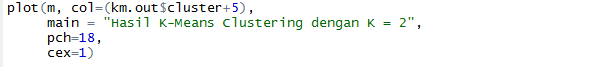 plot(m, col=(km.out$cluster+5),
     main = "Hasil K-Means Clustering dengan K = 2",
     pch=18,
     cex=1)